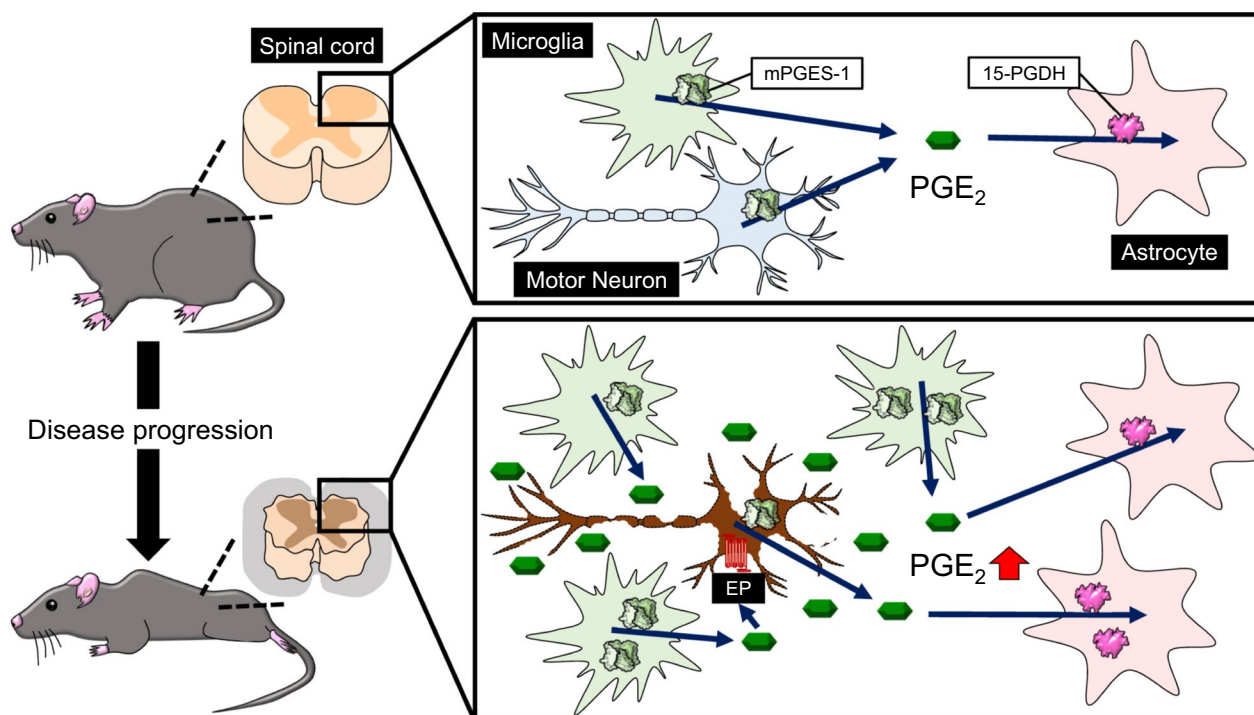 Spinal cord
Microglia
mPGES-1
15-PGDH
PGE₂
Motor Neuron
Astrocyte
Disease progression
EP
PGE₂